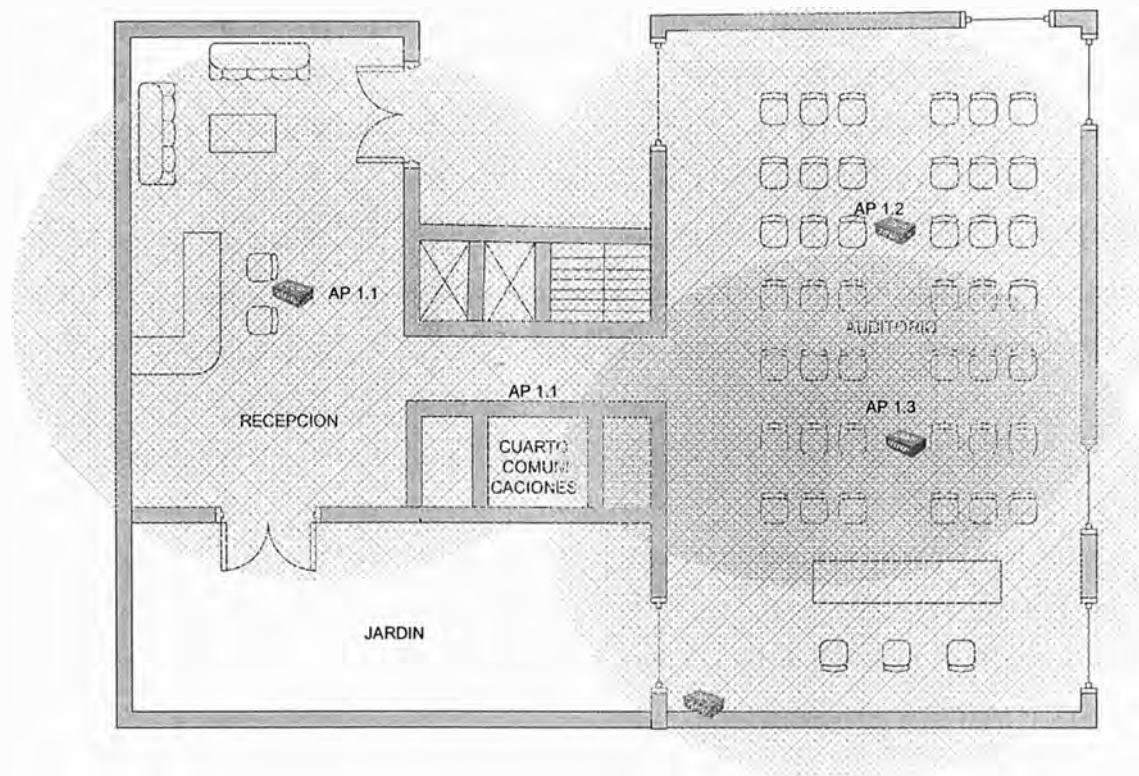 AP 1.2
AP 1.1
AUDITORIO
AP 1.1
AP 1.3
RECEPCION
CUARTO
COMUNI
CACIONES
JARDIN